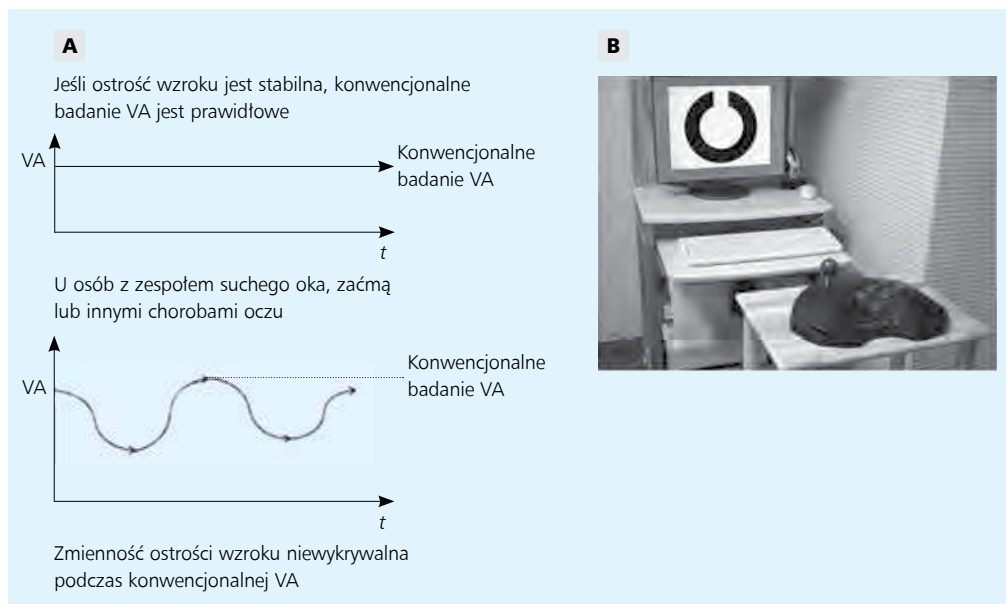 A
Jeśli ostrość wzroku jest stabilna, konwencjonalne
badanie VA jest prawidłowe
VA
Konwencjonalne
badanie VA
t
U osób z zespołem suchego oka, zaćmą
lub innymi chorobami oczu
VA
Konwencjonalne
badanie VA
t
Zmienność ostrości wzroku niewykrywalna
podczas konwencjonalnej VA
B